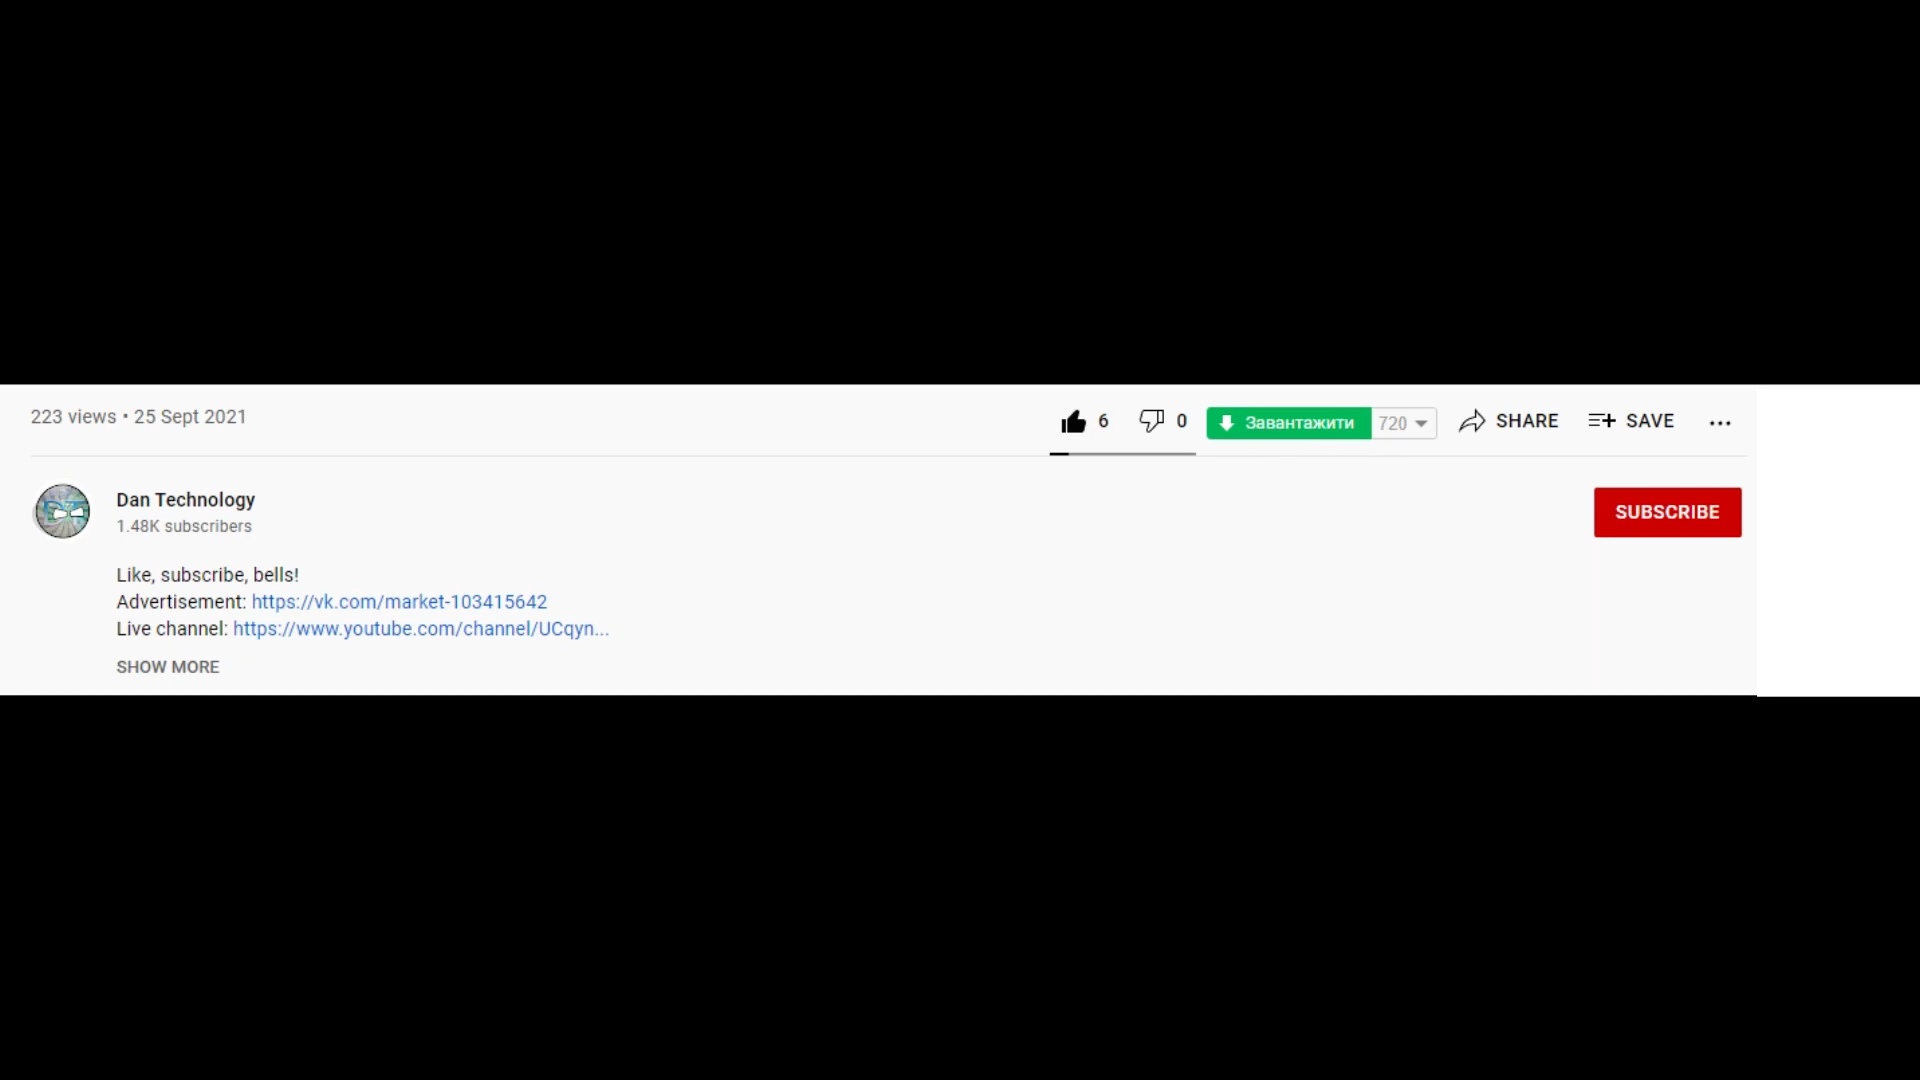 223 views • 25 Sept 2021
6 0 Завантажити 720 SHARE SAVE ...
Dan Technology
1.48K subscribers
SUBSCRIBE
Like, subscribe, bells!
Advertisement: https://vk.com/market-103415642
Live channel: https://www.youtube.com/channel/UCqyn...
SHOW MORE